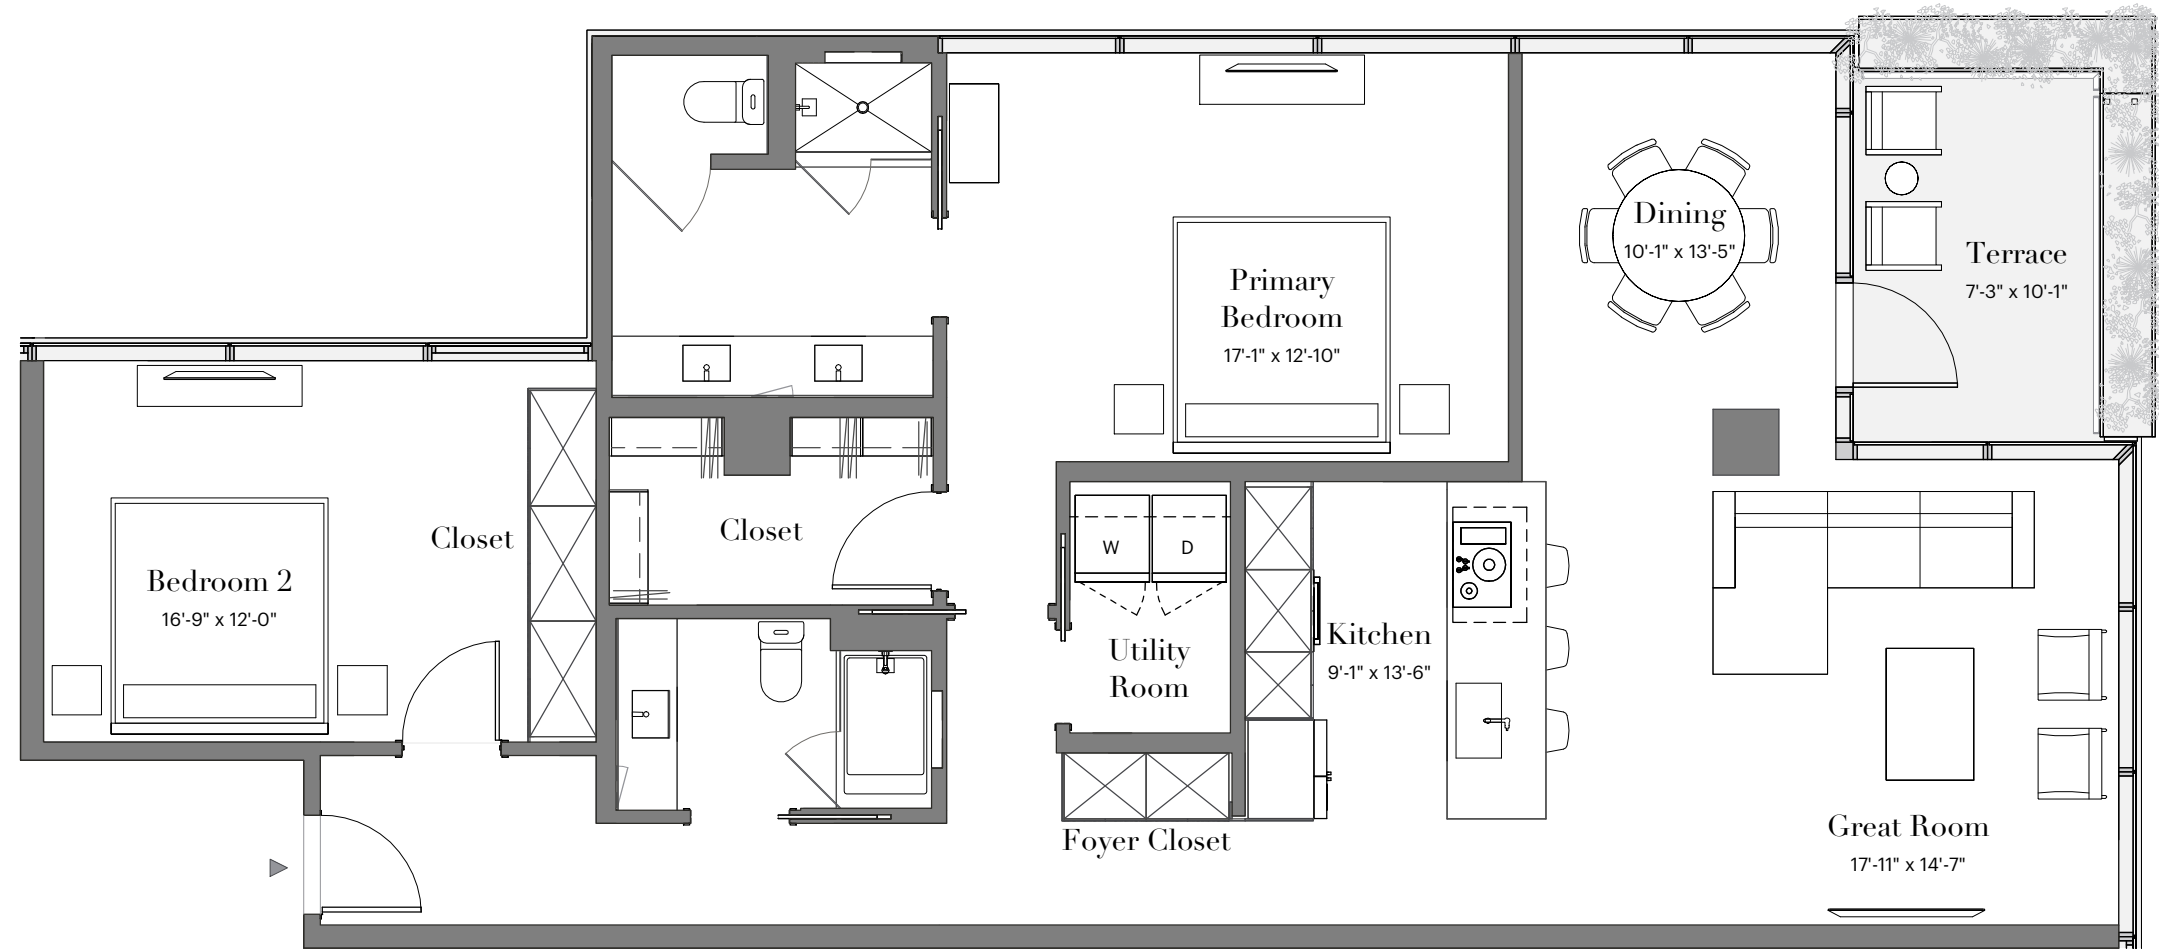 Dining
10'-1" x 13'-5"
Terrace
7'-3" x 10'-1"
Primary
Bedroom
17'-1" x 12'-10"
Closet
Closet
W
D
Bedroom 2
16'-9" x 12'-0"
Utility
Room
Kitchen
9'-1" x 13'-6"
Foyer Closet
Great Room
17'-11" x 14'-7"